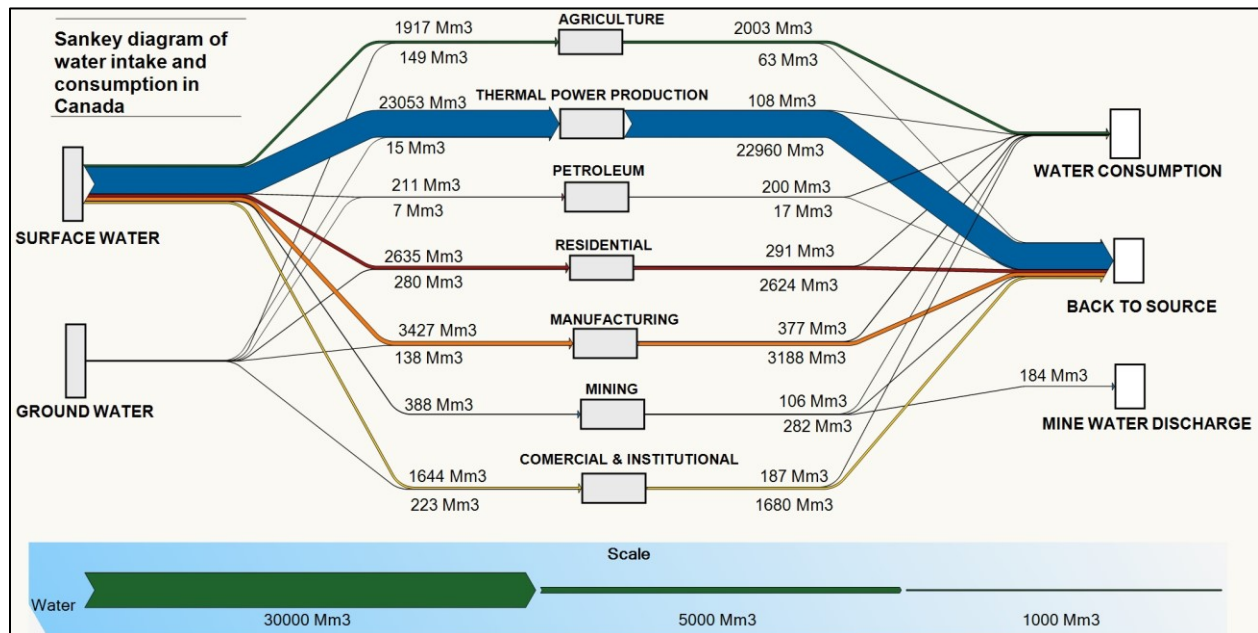 Sankey diagram of
water intake and
consumption in
Canada
AGRICULTURE
1917 Mm3
149 Mm3
2003 Mm3
63 Mm3
THERMAL POWER PRODUCTION
23053 Mm3
15 Mm3
108 Mm3
22960 Mm3
PETROLEUM
211 Mm3
7 Mm3
200 Mm3
17 Mm3
RESIDENTIAL
2635 Mm3
280 Mm3
291 Mm3
2624 Mm3
MANUFACTURING
3427 Mm3
138 Mm3
377 Mm3
3188 Mm3
MINING
388 Mm3
106 Mm3
282 Mm3
COMERCIAL & INSTITUTIONAL
1644 Mm3
223 Mm3
187 Mm3
1680 Mm3
SURFACE WATER
GROUND WATER
WATER CONSUMPTION
BACK TO SOURCE
184 Mm3
MINE WATER DISCHARGE
Scale
Water
30000 Mm3
5000 Mm3
1000 Mm3